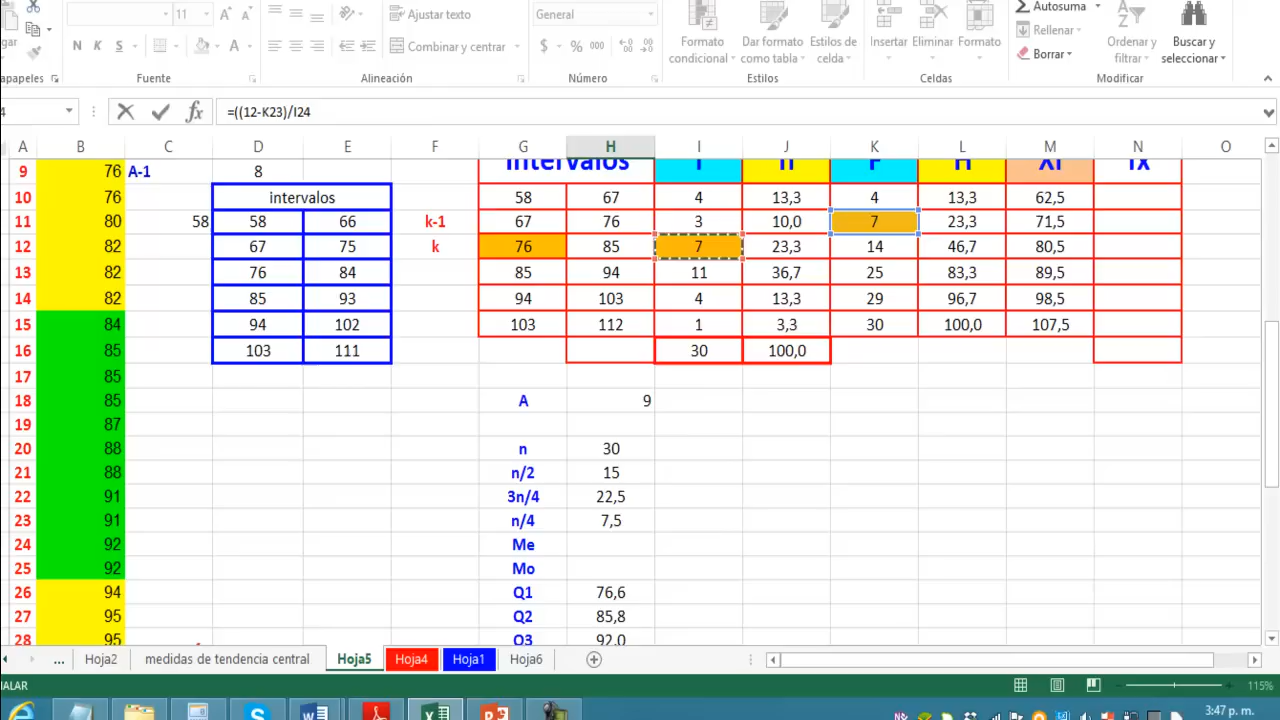 General
11
Ajustar texto
Combinar y centrar
N K S
$ % 000
Formato condicional
Dar formato como tabla
Estilos de celda
Insertar
Eliminar
Formato
Autosuma
Rellenar
Borrar
Ordenar y filtrar
Buscar y seleccionar
Fuente
Alineación
Número
Estilos
Celdas
Modificar
=((12-K23)/I24
A B C D E F G H I J K L M N O
9 76 A-1 8 Intervalos
10 76 intervalos 58 67 4 13,3 4 13,3 62,5
11 80 58 58 66 k-1 67 76 3 10,0 7 23,3 71,5
12 82 67 75 k 76 85 7 23,3 14 46,7 80,5
13 82 76 84 85 94 11 36,7 25 83,3 89,5
14 82 85 93 94 103 4 13,3 29 96,7 98,5
15 84 94 102 103 112 1 3,3 30 100,0 107,5
16 85 103 111 30 100,0
17 85
18 85 A 9
19 87
20 88 n 30
21 88 n/2 15
22 91 3n/4 22,5
23 91 n/4 7,5
24 92 Me
25 92 Mo
26 94 Q1 76,6
27 95 Q2 85,8
28 95 Q3 92,0
... Hoja2 medidas de tendencia central Hoja5 Hoja4 Hoja1 Hoja6
115%
3:47 p. m.